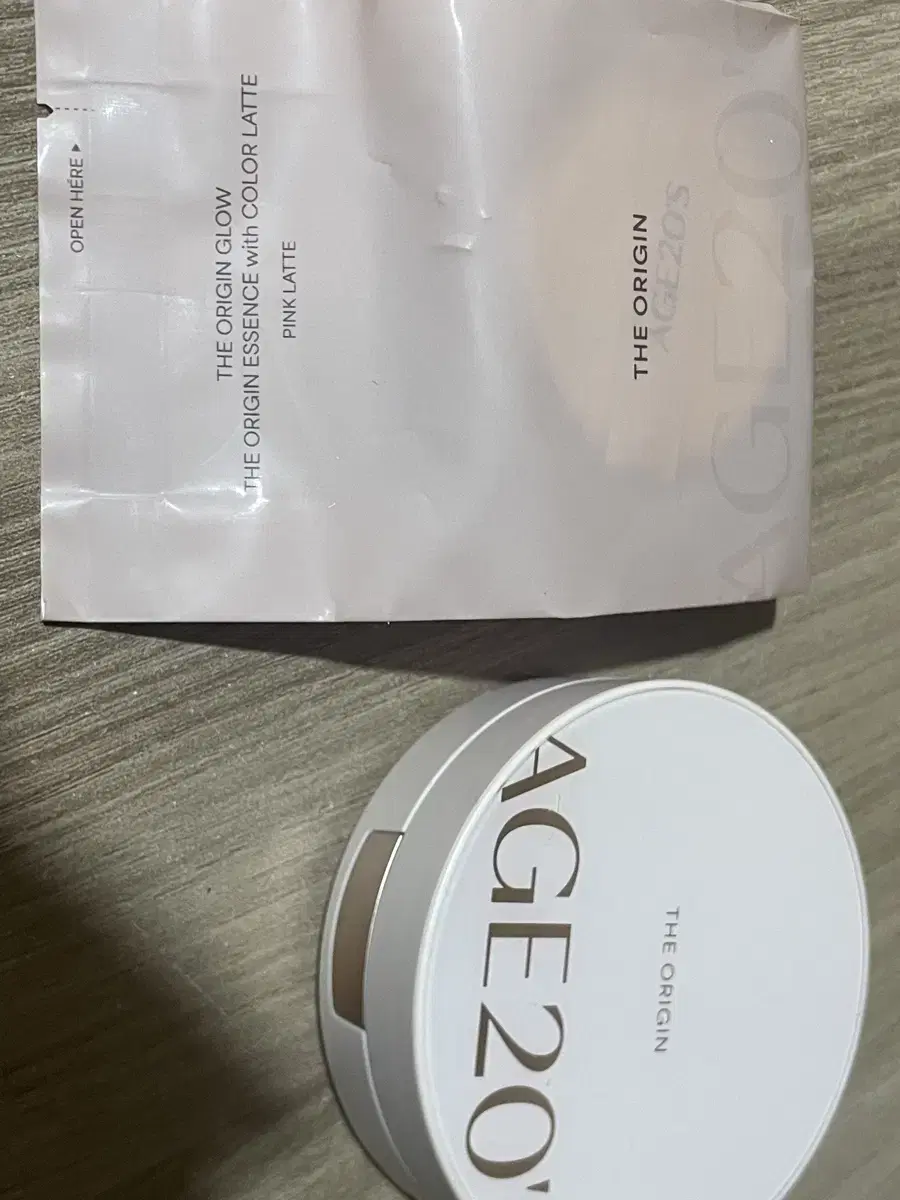 OPEN HERE ▸
THE ORIGIN GLOW
THE ORIGIN ESSENCE with COLOR LATTE
PINK LATTE
THE ORIGIN
AGE20'S
AGE20'
AGE20'
THE ORIGIN